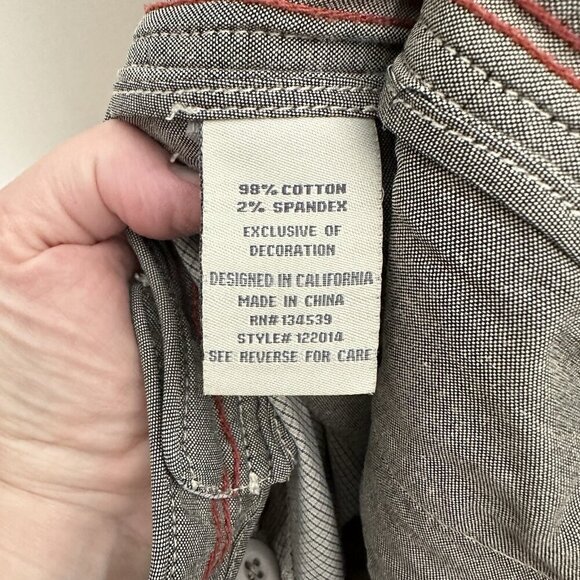 98% COTTON
2% SPANDEX
EXCLUSIVE OF
DECORATION
DESIGNED IN CALIFORNIA
MADE IN CHINA
RN# 134539
STYLE# 122014
SEE REVERSE FOR CARE